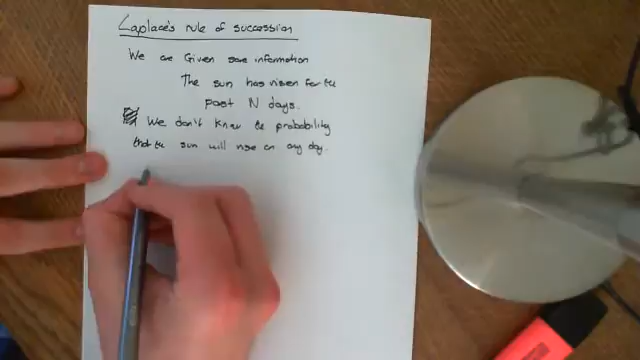 Laplace's rule of succession
We are Given some information
The sun has risen for the
past N days.
We don't know the probability
that the sun will rise on any day.